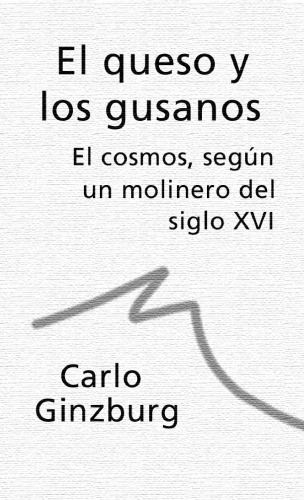 El queso y
los gusanos
El cosmos, según
un molinero del
siglo XVI
Carlo
Ginzburg